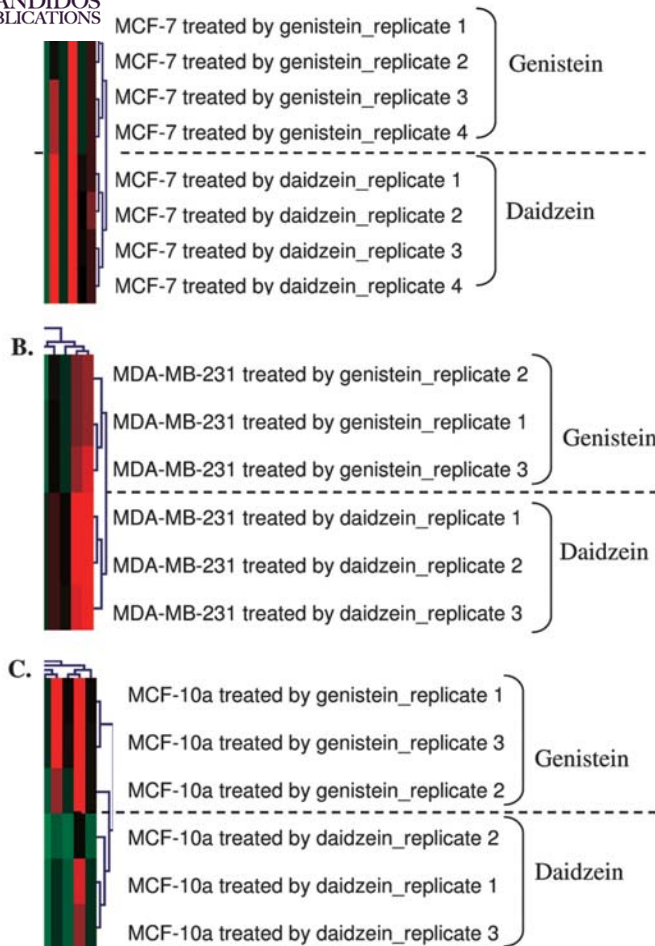 PUBLICATIONS
MCF-7 treated by genistein_replicate 1
MCF-7 treated by genistein_replicate 2
MCF-7 treated by genistein_replicate 3
MCF-7 treated by genistein_replicate 4
Genistein
MCF-7 treated by daidzein_replicate 1
MCF-7 treated by daidzein_replicate 2
MCF-7 treated by daidzein_replicate 3
MCF-7 treated by daidzein_replicate 4
Daidzein
B.
MDA-MB-231 treated by genistein_replicate 2
MDA-MB-231 treated by genistein_replicate 1
MDA-MB-231 treated by genistein_replicate 3
Genistein
MDA-MB-231 treated by daidzein_replicate 1
MDA-MB-231 treated by daidzein_replicate 2
MDA-MB-231 treated by daidzein_replicate 3
Daidzein
C.
MCF-10a treated by genistein_replicate 1
MCF-10a treated by genistein_replicate 3
MCF-10a treated by genistein_replicate 2
Genistein
MCF-10a treated by daidzein_replicate 2
MCF-10a treated by daidzein_replicate 1
MCF-10a treated by daidzein_replicate 3
Daidzein